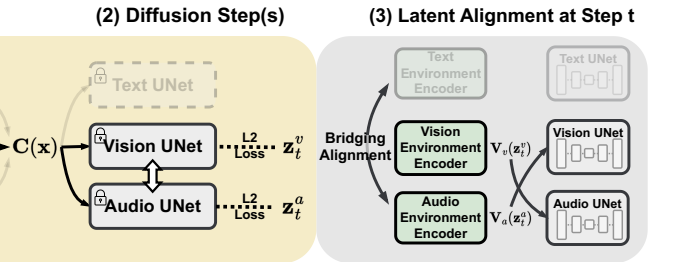 (2) Diffusion Step(s)
Text UNet
C(x)
Vision UNet
L2
Loss
z_t^v
Audio UNet
L2
Loss
z_t^a
(3) Latent Alignment at Step t
Text
Environment
Encoder
Text UNet
Bridging
Alignment
Vision
Environment
Encoder
V_v(z_t^v)
Vision UNet
Audio
Environment
Encoder
V_a(z_t^a)
Audio UNet